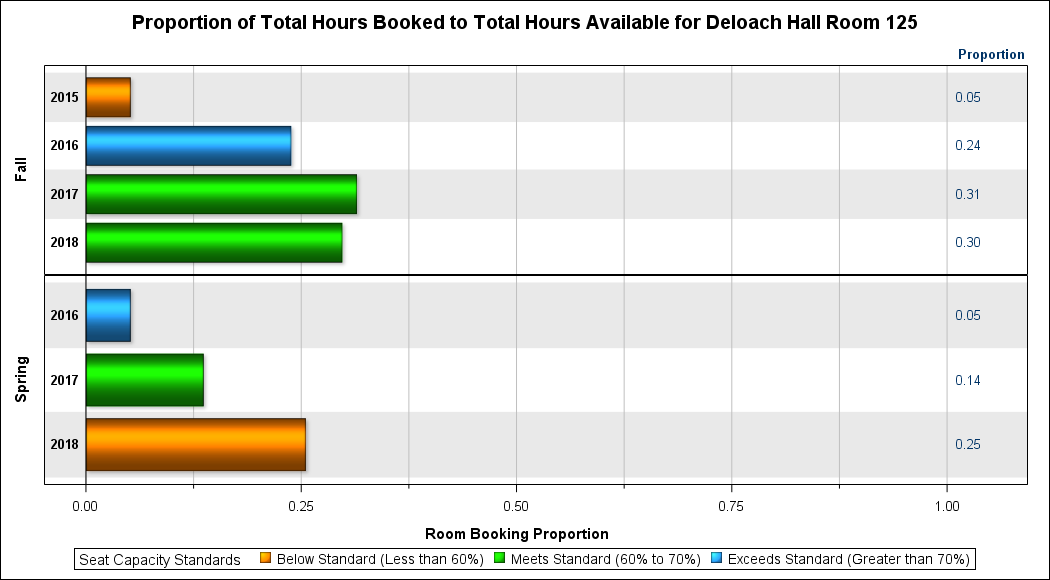 Proportion of Total Hours Booked to Total Hours Available for Deloach Hall Room 125
Proportion
Fall
2015 0.05
2016 0.24
2017 0.31
2018 0.30
Spring
2016 0.05
2017 0.14
2018 0.25
0.00 0.25 0.50 0.75 1.00
Room Booking Proportion
Seat Capacity Standards Below Standard (Less than 60%) Meets Standard (60% to 70%) Exceeds Standard (Greater than 70%)